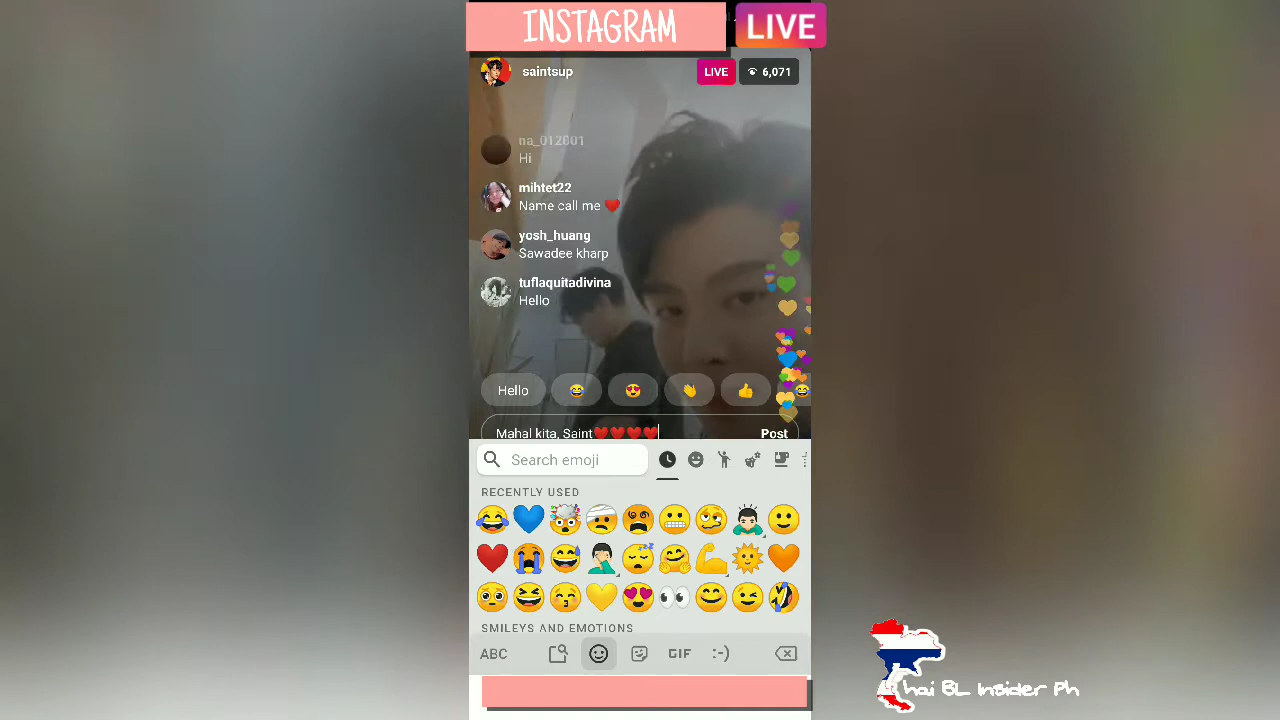 INSTAGRAM
LIVE
saintsup
LIVE
6,071
na_012001
Hi
mihtet22
Name call me ❤️
yosh_huang
Sawadee kharp
tuflaquitadivina
Hello
Hello
Mahal kita, Saint❤️❤️❤️❤️
Post
Search emoji
RECENTLY USED
SMILEYS AND EMOTIONS
ABC
GIF
:-)
hai BL Insider Ph